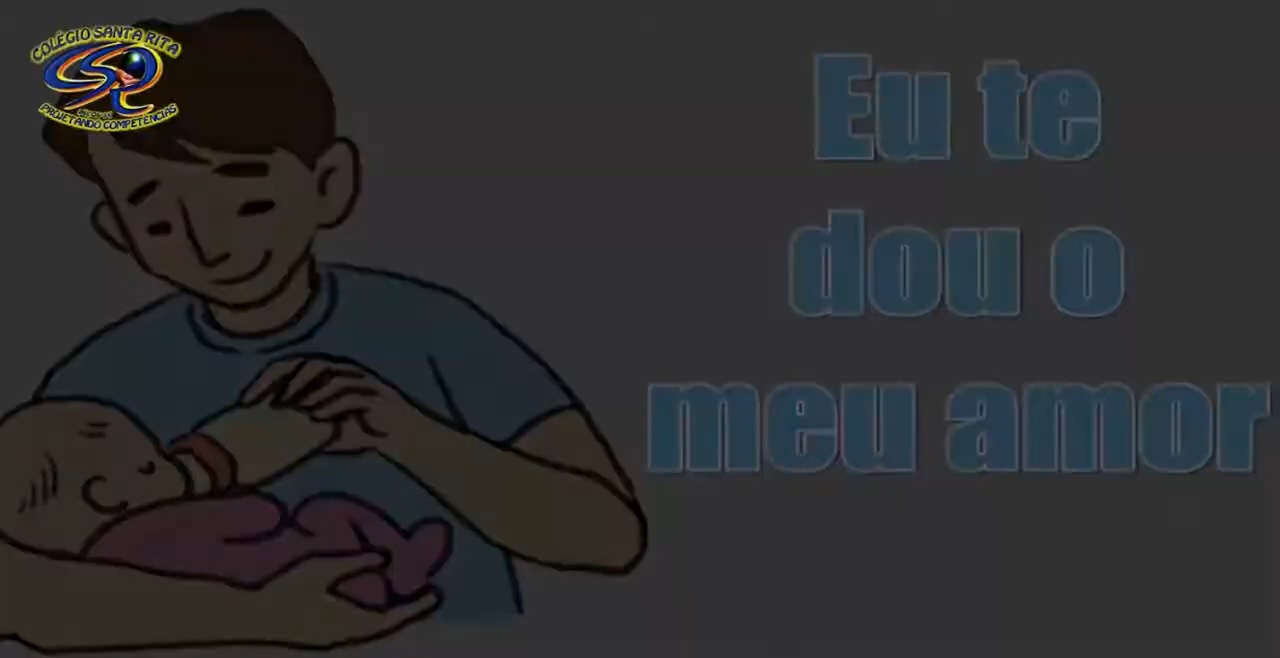 COLÉGIO SANTA RITA
PROJETANDO COMPETÊNCIAS
Eu te
dou o
meu amor